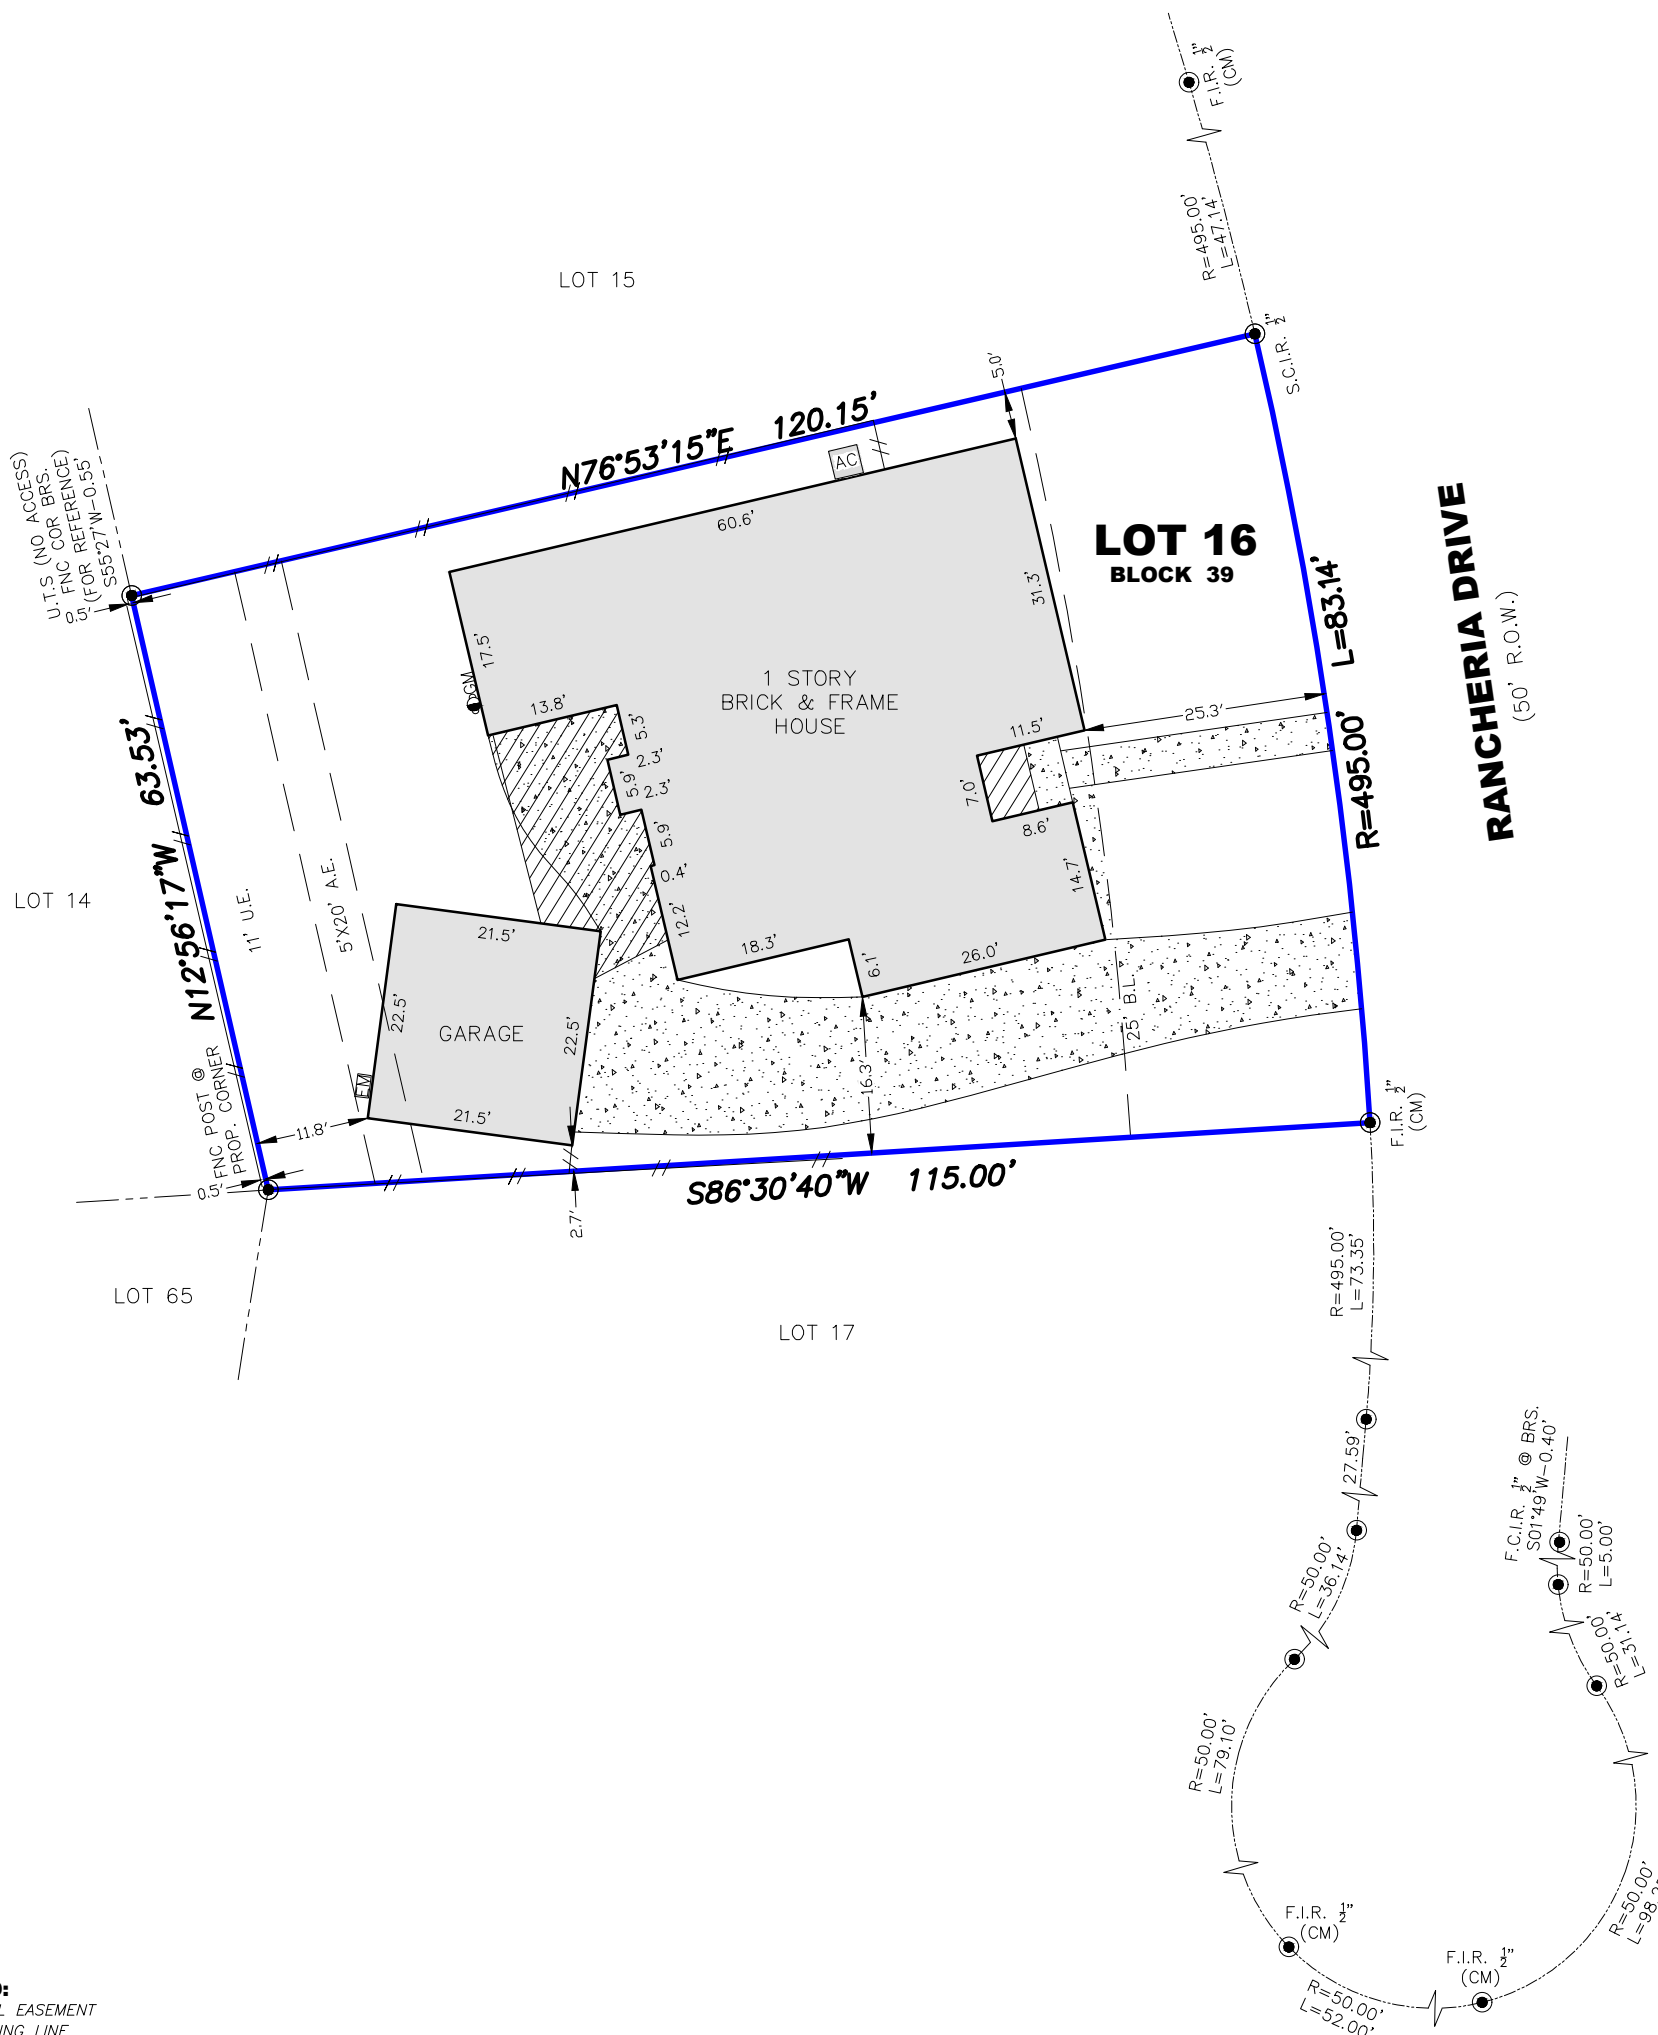 F.I.R. ½"
(CM)
R=495.00'
L=47.14'
LOT 15
S.C.I.R. ½"
5.0'
N76°53'15"E 120.15'
AC
U.T.S (NO ACCESS)
FNC COR BRS.
(FOR REFERENCE)
S55°27'W-0.55'
0.5'
60.6'
LOT 16
BLOCK 39
31.3'
L=83.14'
R=495.00'
RANCHERIA DRIVE
(50' R.O.W.)
17.5'
GM
13.8'
1 STORY
BRICK & FRAME
HOUSE
5.3'
2.3'
5.9'
2.3'
5.9'
0.4'
12.2'
11.5'
25.3'
7.0'
8.6'
14.7'
N12°56'17"W 63.53'
LOT 14
11' U.E.
5'X20' A.E.
21.5'
22.5'
GARAGE
22.5'
21.5'
EM
18.3'
6.1'
26.0'
25' B.L.
16.3'
FNC POST @
PROP. CORNER
11.8'
0.5'
2.7'
S86°30'40"W 115.00'
F.I.R. ½"
(CM)
LOT 65
LOT 17
R=495.00'
L=73.35'
27.59'
F.C.I.R. ½" @ BRS.
S01°49'W-0.40'
R=50.00'
L=5.00'
R=50.00'
L=36.14'
R=50.00'
L=31.14'
R=50.00'
L=79.10'
F.I.R. ½"
(CM)
F.I.R. ½"
(CM)
R=50.00'
L=52.00'
R=50.00'
L=98.
EASEMENT
LINE